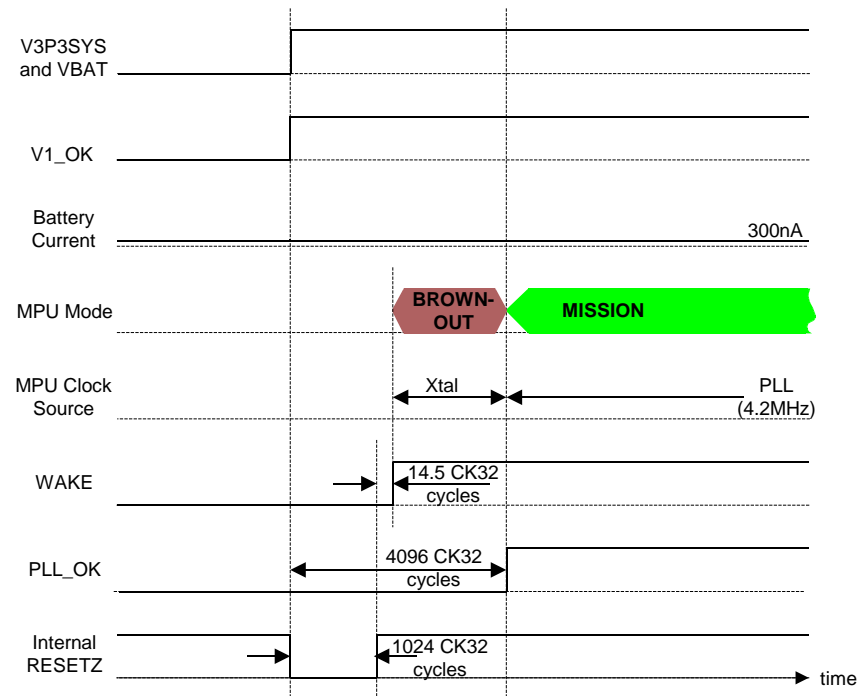 V3P3SYS
and VBAT
V1_OK
Battery
Current
300nA
MPU Mode
BROWN-
OUT
MISSION
MPU Clock
Source
Xtal
PLL
(4.2MHz)
WAKE
14.5 CK32
cycles
PLL_OK
4096 CK32
cycles
Internal
RESETZ
1024 CK32
cycles
time